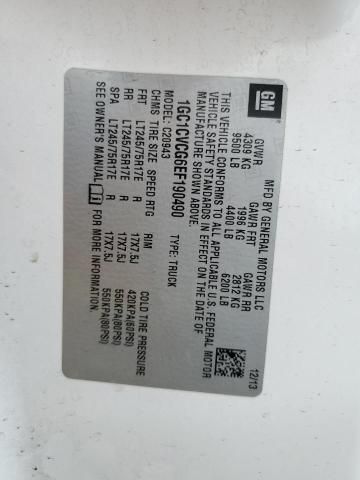 GM
MFD BY GENERAL MOTORS LLC 12/13
GVWR GAWR FRT GAWR RR
4309 KG 1996 KG 2812 KG
9500 LB 4400 LB 6200 LB
THIS VEHICLE CONFORMS TO ALL APPLICABLE U.S. FEDERAL MOTOR
VEHICLE SAFETY STANDARDS IN EFFECT ON THE DATE OF
MANUFACTURE SHOWN ABOVE.
1GC1CVCG6EF190490 TYPE: TRUCK
MODEL: C20943
CHMS TIRE SIZE SPEED RTG RIM COLD TIRE PRESSURE
FRT LT245/75R17E R 17X7.5J 420KPA(60PSI)
RR LT245/75R17E R 17X7.5J 550KPA(80PSI)
SPA LT245/75R17E R 17X7.5J 550KPA(80PSI)
SEE OWNER'S MANUAL